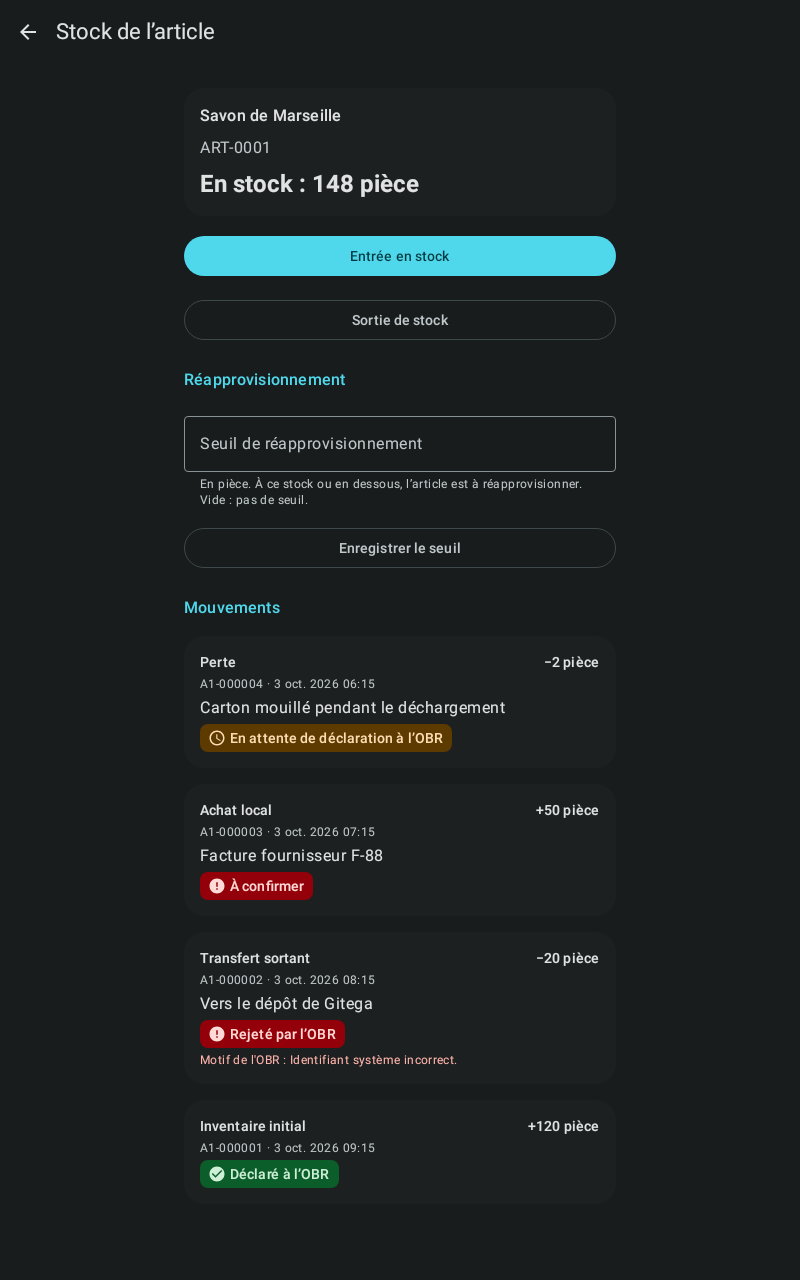 Stock de l’article
Savon de Marseille
ART-0001
En stock : 148 pièce
Entrée en stock
Sortie de stock
Réapprovisionnement
Seuil de réapprovisionnement
En pièce. À ce stock ou en dessous, l’article est à réapprovisionner.
Vide : pas de seuil.
Enregistrer le seuil
Mouvements
Perte −2 pièce
A1-000004 · 3 oct. 2026 06:15
Carton mouillé pendant le déchargement
En attente de déclaration à l’OBR
Achat local +50 pièce
A1-000003 · 3 oct. 2026 07:15
Facture fournisseur F-88
À confirmer
Transfert sortant −20 pièce
A1-000002 · 3 oct. 2026 08:15
Vers le dépôt de Gitega
Rejeté par l’OBR
Motif de l’OBR : Identifiant système incorrect.
Inventaire initial +120 pièce
A1-000001 · 3 oct. 2026 09:15
Déclaré à l’OBR